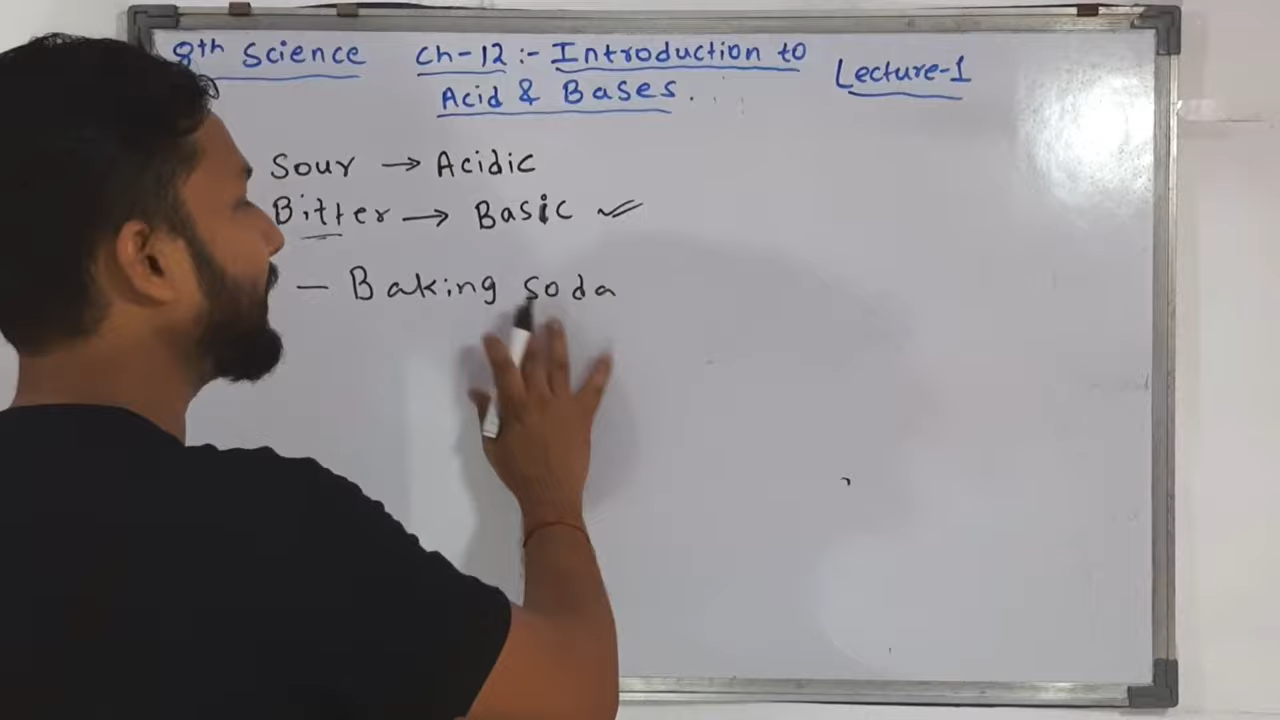 8th Science Ch-12 :- Introduction to Lecture-1
Acid & Bases.
Sour → Acidic
Bitter → Basic ✓
— Baking soda